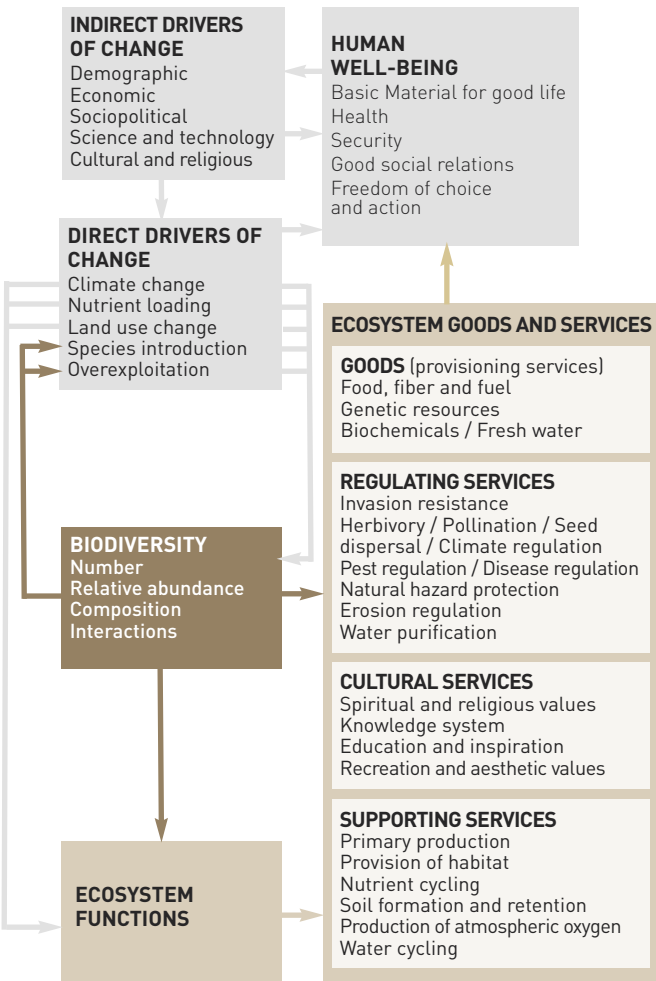 INDIRECT DRIVERS
OF CHANGE
Demographic
Economic
Sociopolitical
Science and technology
Cultural and religious
HUMAN
WELL-BEING
Basic Material for good life
Health
Security
Good social relations
Freedom of choice
and action
DIRECT DRIVERS OF
CHANGE
Climate change
Nutrient loading
Land use change
Species introduction
Overexploitation
BIODIVERSITY
Number
Relative abundance
Composition
Interactions
ECOSYSTEM
FUNCTIONS
ECOSYSTEM GOODS AND SERVICES
GOODS (provisioning services)
Food, fiber and fuel
Genetic resources
Biochemicals / Fresh water
REGULATING SERVICES
Invasion resistance
Herbivory / Pollination / Seed
dispersal / Climate regulation
Pest regulation / Disease regulation
Natural hazard protection
Erosion regulation
Water purification
CULTURAL SERVICES
Spiritual and religious values
Knowledge system
Education and inspiration
Recreation and aesthetic values
SUPPORTING SERVICES
Primary production
Provision of habitat
Nutrient cycling
Soil formation and retention
Production of atmospheric oxygen
Water cycling